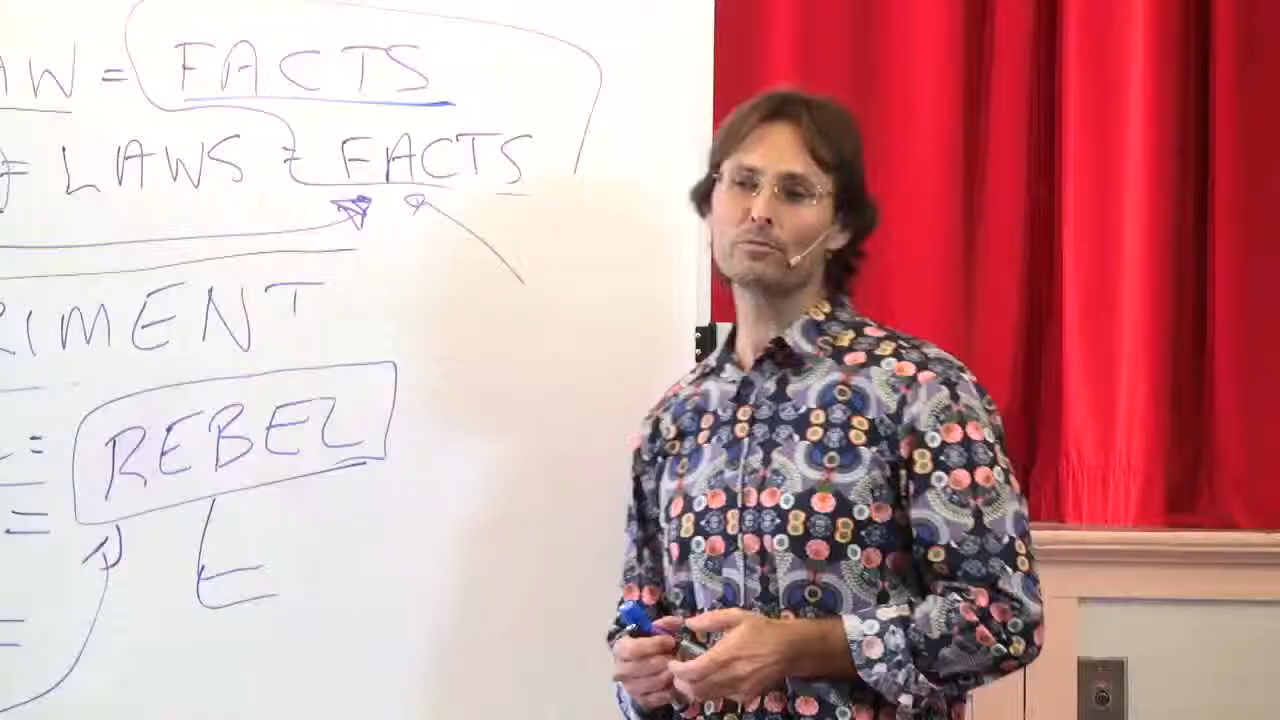 AW = FACTS
= LAWS = FACTS
RIMENT
: REBEL
=
=